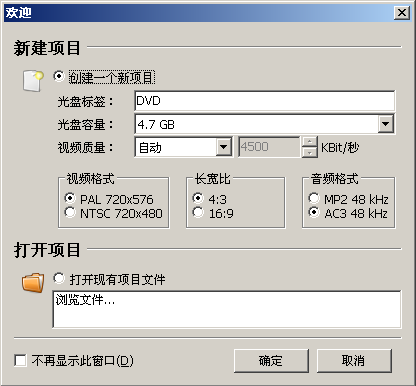 欢迎
新建项目
创建一个新项目
光盘标签： DVD
光盘容量： 4.7 GB
视频质量： 自动 4500 KBit/秒
视频格式 长宽比 音频格式
PAL 720x576 4:3 MP2 48 kHz
NTSC 720x480 16:9 AC3 48 kHz
打开项目
打开现有项目文件
浏览文件...
不再显示此窗口(D) 确定 取消